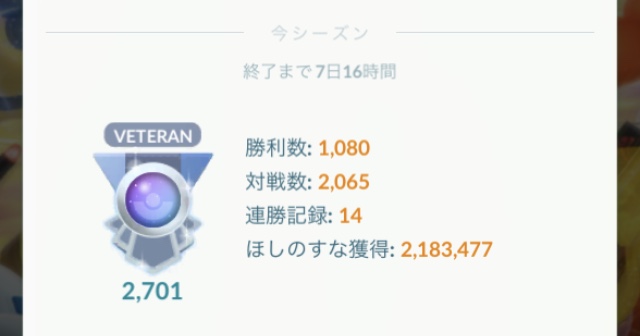 今シーズン
終了まで 7日16時間
VETERAN
勝利数: 1,080
対戦数: 2,065
連勝記録: 14
ほしのすな獲得: 2,183,477
2,701